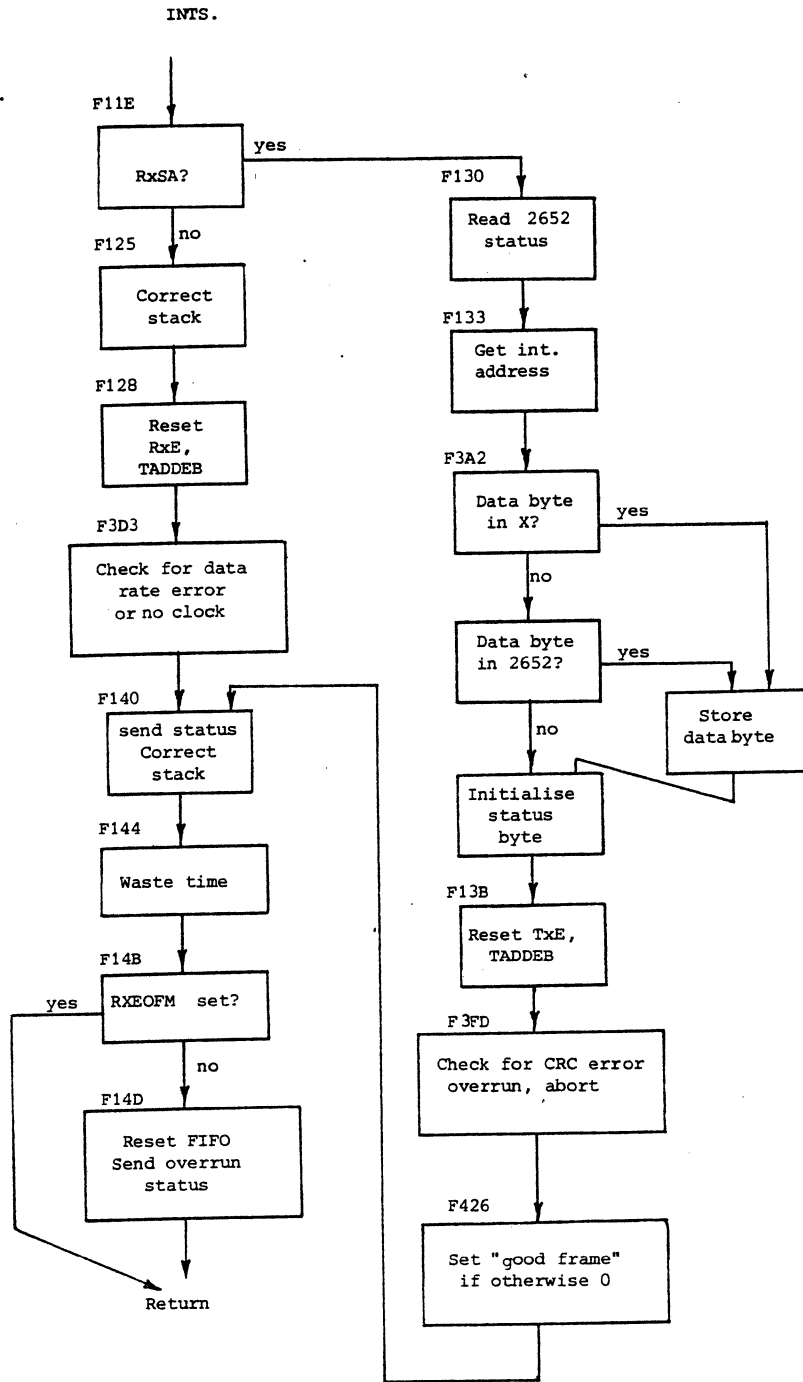 INTS.
F11E
RxSA?
yes
no
F125
Correct
stack
F128
Reset
RxE,
TADDEB
F3D3
Check for data
rate error
or no clock
F140
send status
Correct
stack
F144
Waste time
F14B
RXEOFM set?
yes
no
F14D
Reset FIFO
Send overrun
status
Return
F130
Read 2652
status
F133
Get int.
address
F3A2
Data byte
in X?
yes
no
Data byte
in 2652?
yes
no
Store
data byte
Initialise
status
byte
F13B
Reset TxE,
TADDEB
F3FD
Check for CRC error
overrun, abort
F426
Set "good frame"
if otherwise 0